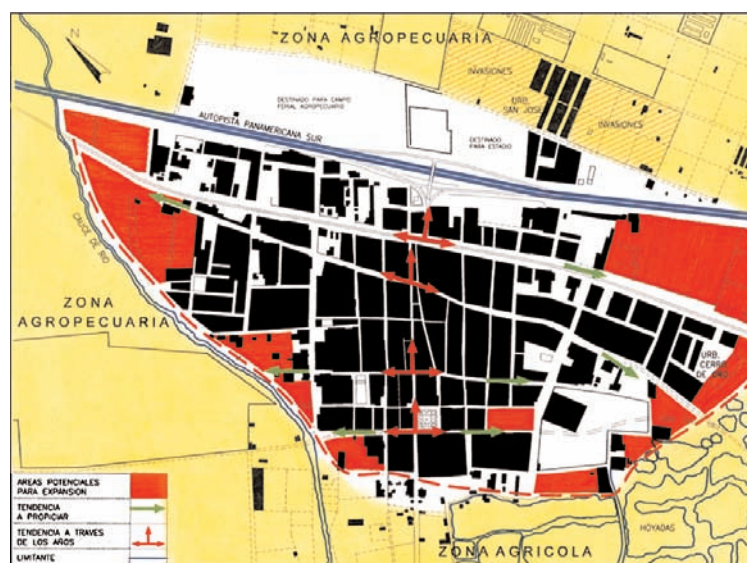 ZONA AGROPECUARIA
N
INVASIONES
DESTINADO PARA CAMPO
FERIAL AGROPECUARIO
URB.
SAN JOSE
INVASIONES
AUTOPISTA PANAMERICANA SUR
DESTINADO
PARA ESTADIO
CRUCE DE RIO
ZONA
AGROPECUARIA
URB.
CERRO
DE ORO
AREAS POTENCIALES
PARA EXPANSION
TENDENCIA
A PROPICIAR
TENDENCIA A TRAVES
DE LOS AÑOS
LIMITANTE
HOYADAS
ZONA AGRICOLA